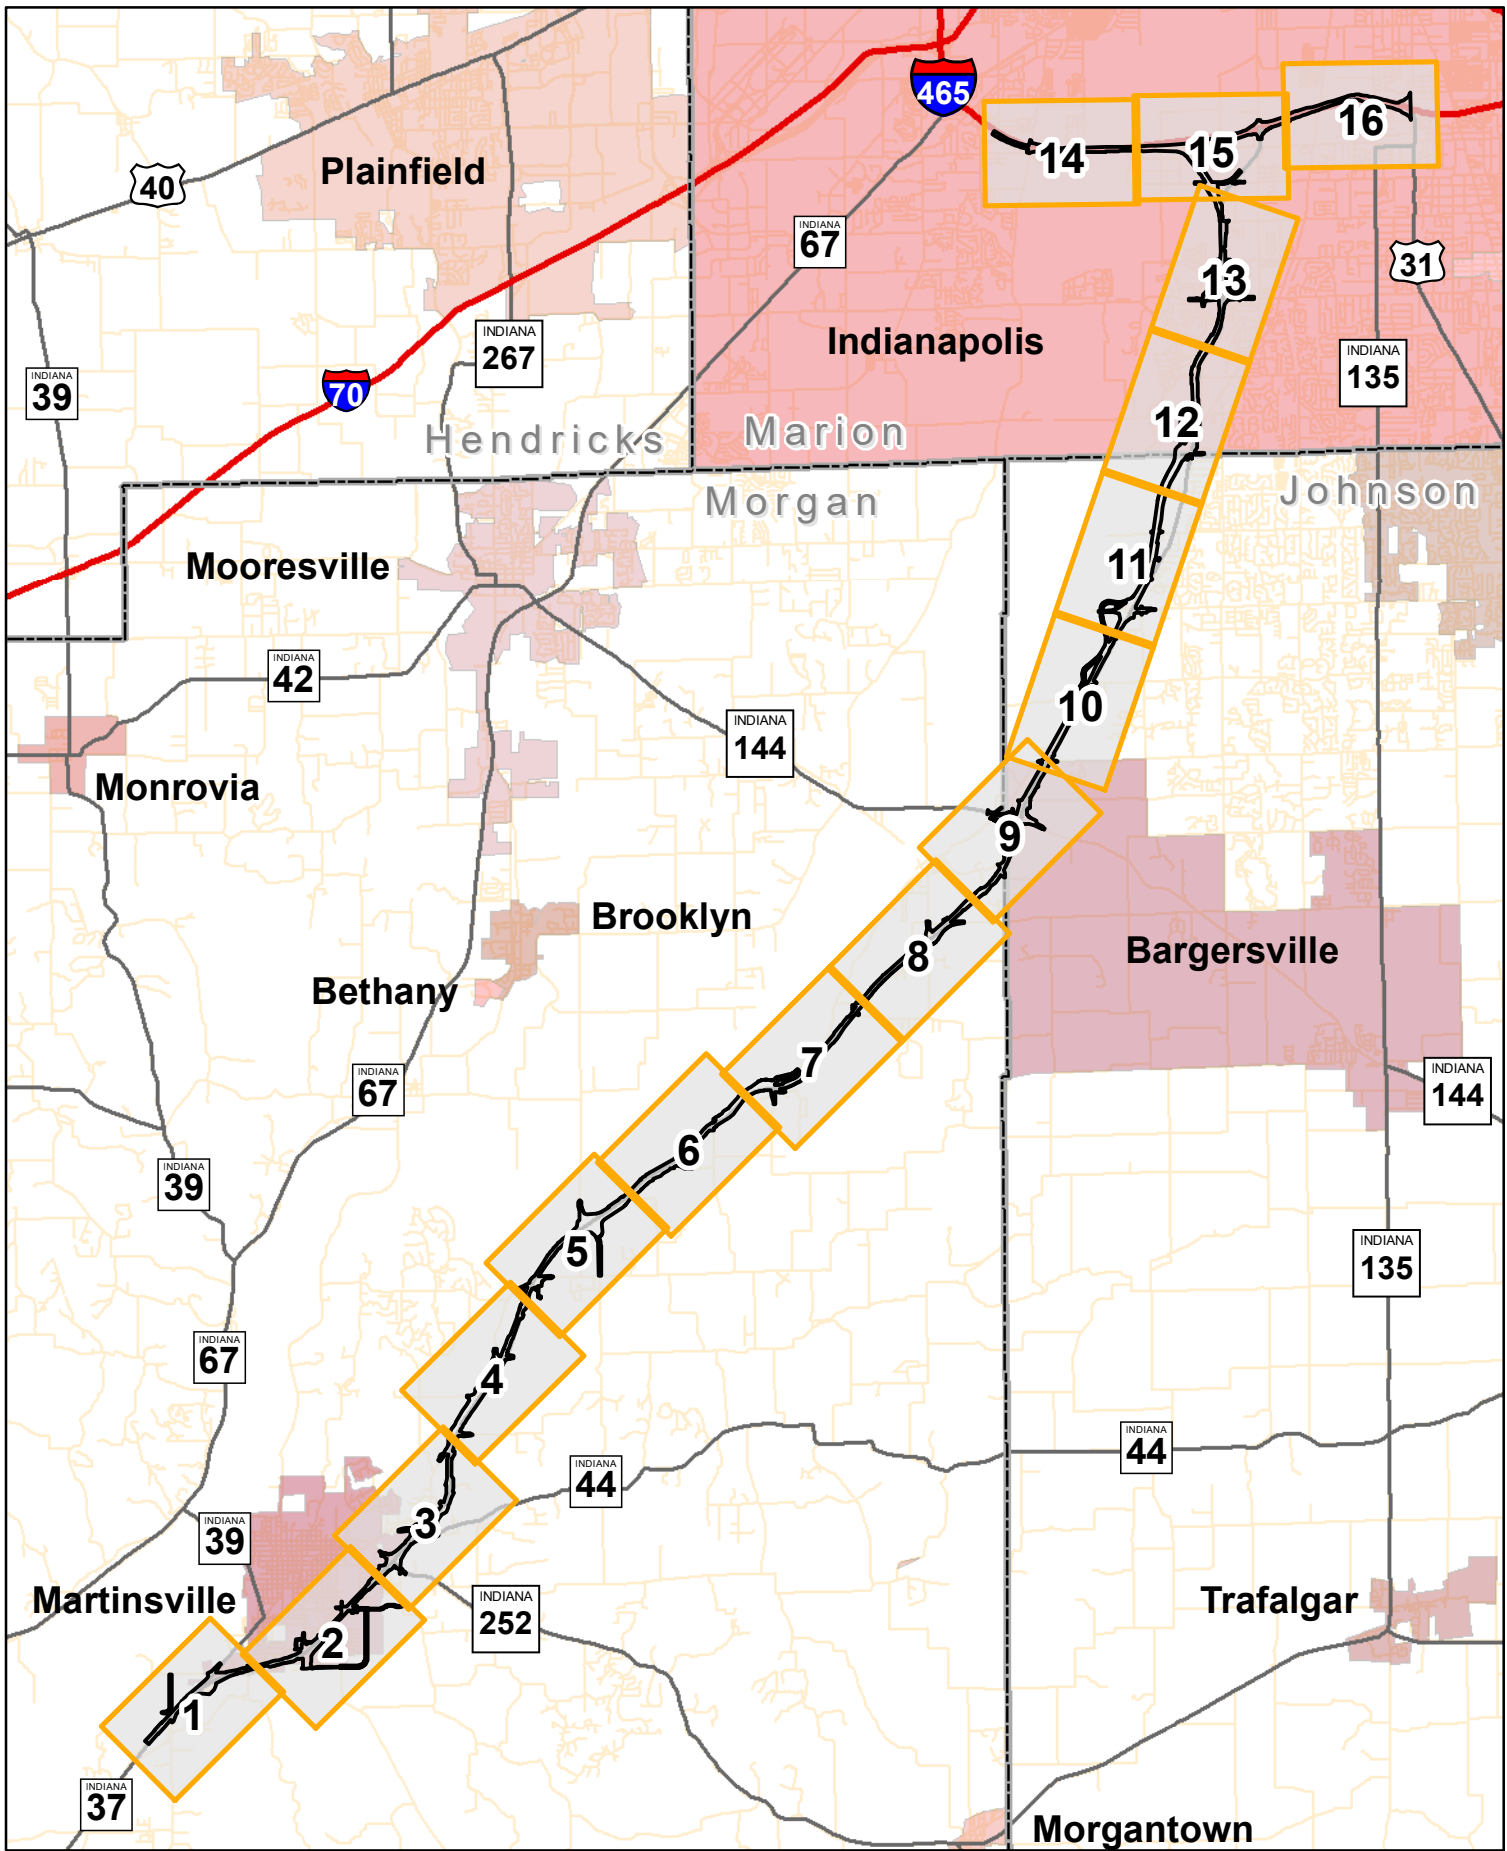 465
16
14
15
Plainfield
40
INDIANA
67
31
13
Indianapolis
INDIANA
267
INDIANA
135
INDIANA
39
70
12
Hendricks
Marion
Morgan
Johnson
Mooresville
11
INDIANA
42
10
INDIANA
144
Monrovia
9
Brooklyn
Bargersville
8
Bethany
7
INDIANA
67
INDIANA
144
6
INDIANA
39
5
INDIANA
135
INDIANA
67
4
INDIANA
44
INDIANA
44
3
INDIANA
39
Martinsville
INDIANA
252
Trafalgar
2
1
INDIANA
37
Morgantown